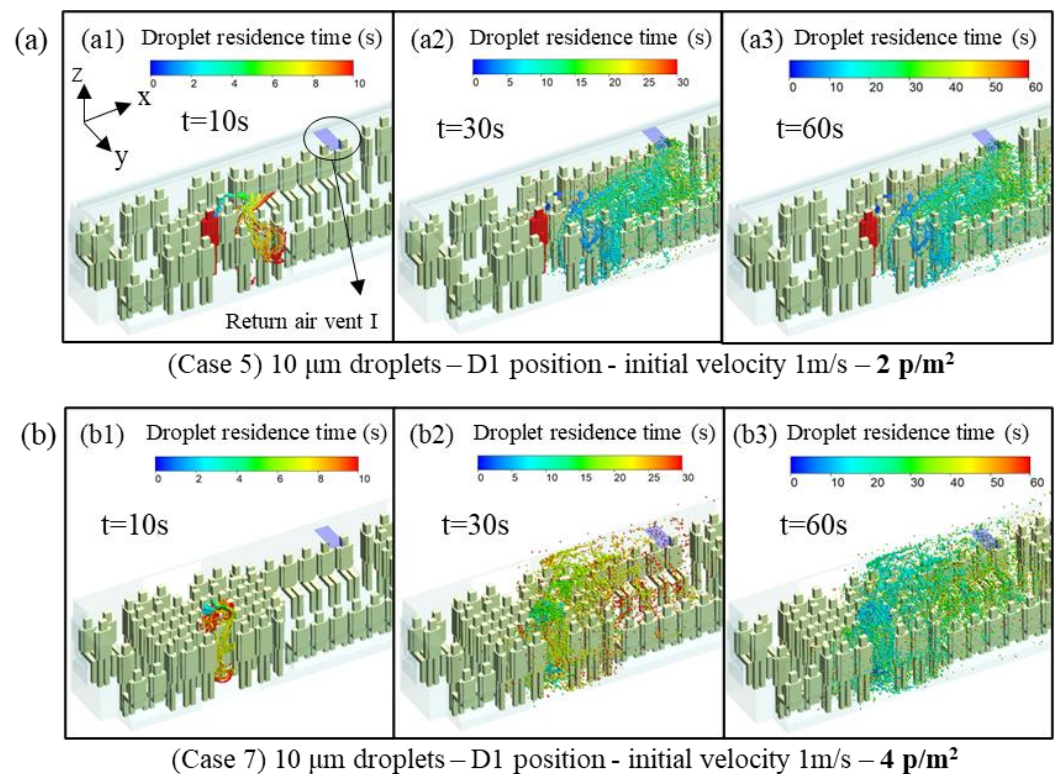 (a)
(a1) Droplet residence time (s)
0 2 4 6 8 10
z
x
y
t=10s
Return air vent I
(a2) Droplet residence time (s)
0 5 10 15 20 25 30
t=30s
(a3) Droplet residence time (s)
0 10 20 30 40 50 60
t=60s
(Case 5) 10 μm droplets – D1 position - initial velocity 1m/s – 2 p/m²
(b)
(b1) Droplet residence time (s)
0 2 4 6 8 10
t=10s
(b2) Droplet residence time (s)
0 5 10 15 20 25 30
t=30s
(b3) Droplet residence time (s)
0 10 20 30 40 50 60
t=60s
(Case 7) 10 μm droplets – D1 position - initial velocity 1m/s – 4 p/m²